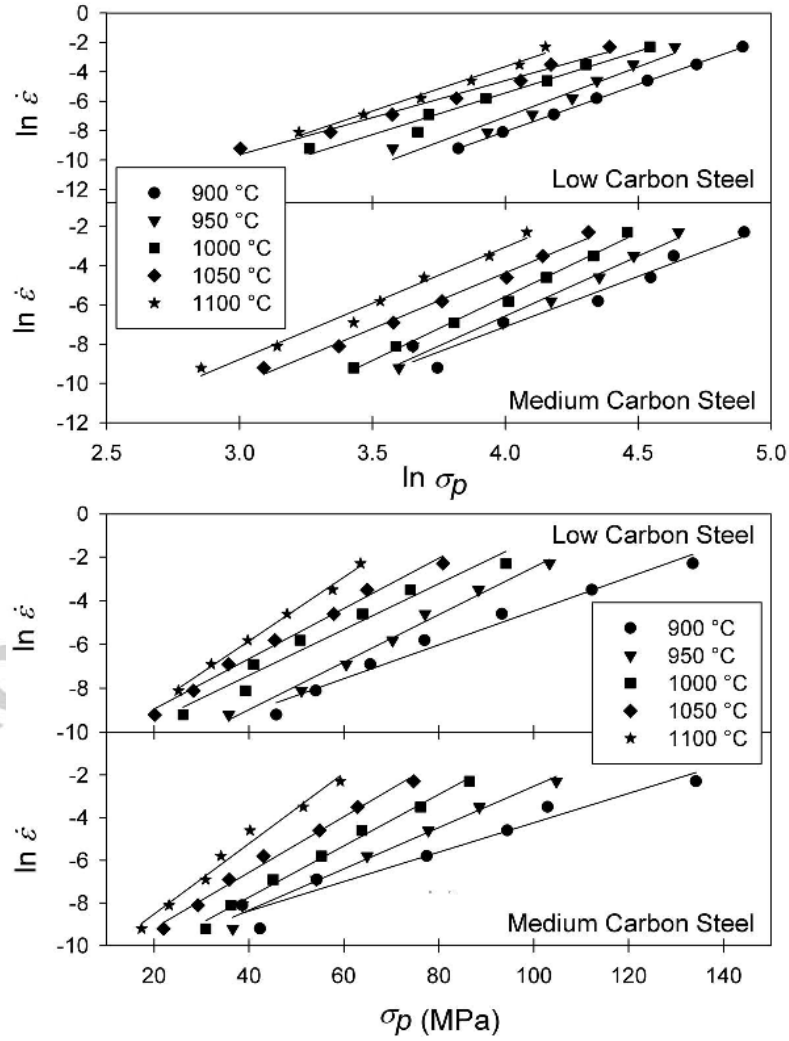 0
-2
-4
-6
-8
-10
-12
ln ε̇
Low Carbon Steel
900 °C
950 °C
1000 °C
1050 °C
1100 °C
-2
-4
-6
-8
-10
-12
ln ε̇
Medium Carbon Steel
2.5 3.0 3.5 4.0 4.5 5.0
ln σp
0
-2
-4
-6
-8
-10
ln ε̇
Low Carbon Steel
900 °C
950 °C
1000 °C
1050 °C
1100 °C
-2
-4
-6
-8
-10
ln ε̇
Medium Carbon Steel
20 40 60 80 100 120 140
σp (MPa)